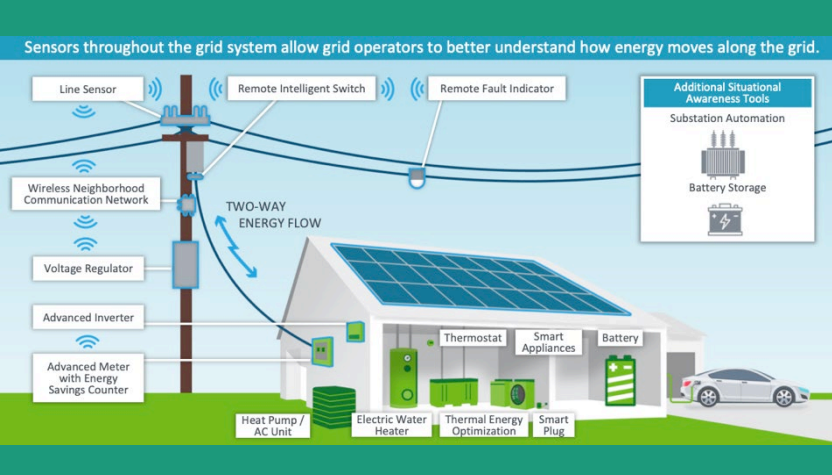 Sensors throughout the grid system allow grid operators to better understand how energy moves along the grid.
Line Sensor
Remote Intelligent Switch
Remote Fault Indicator
Additional Situational
Awareness Tools
Substation Automation
Battery Storage
Wireless Neighborhood
Communication Network
TWO-WAY
ENERGY FLOW
Voltage Regulator
Advanced Inverter
Advanced Meter
with Energy
Savings Counter
Thermostat
Smart
Appliances
Battery
Heat Pump /
AC Unit
Electric Water
Heater
Thermal Energy
Optimization
Smart
Plug